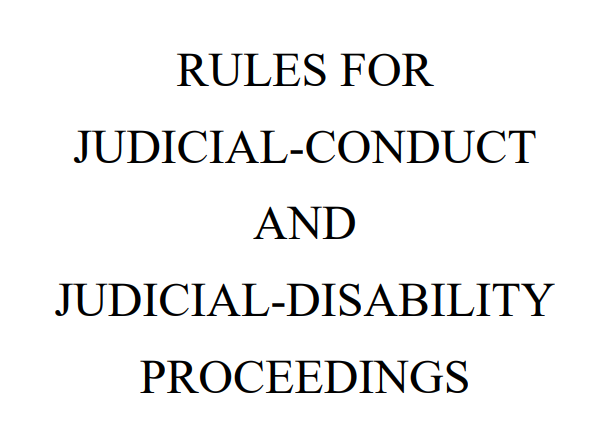 RULES FOR
JUDICIAL-CONDUCT
AND
JUDICIAL-DISABILITY
PROCEEDINGS